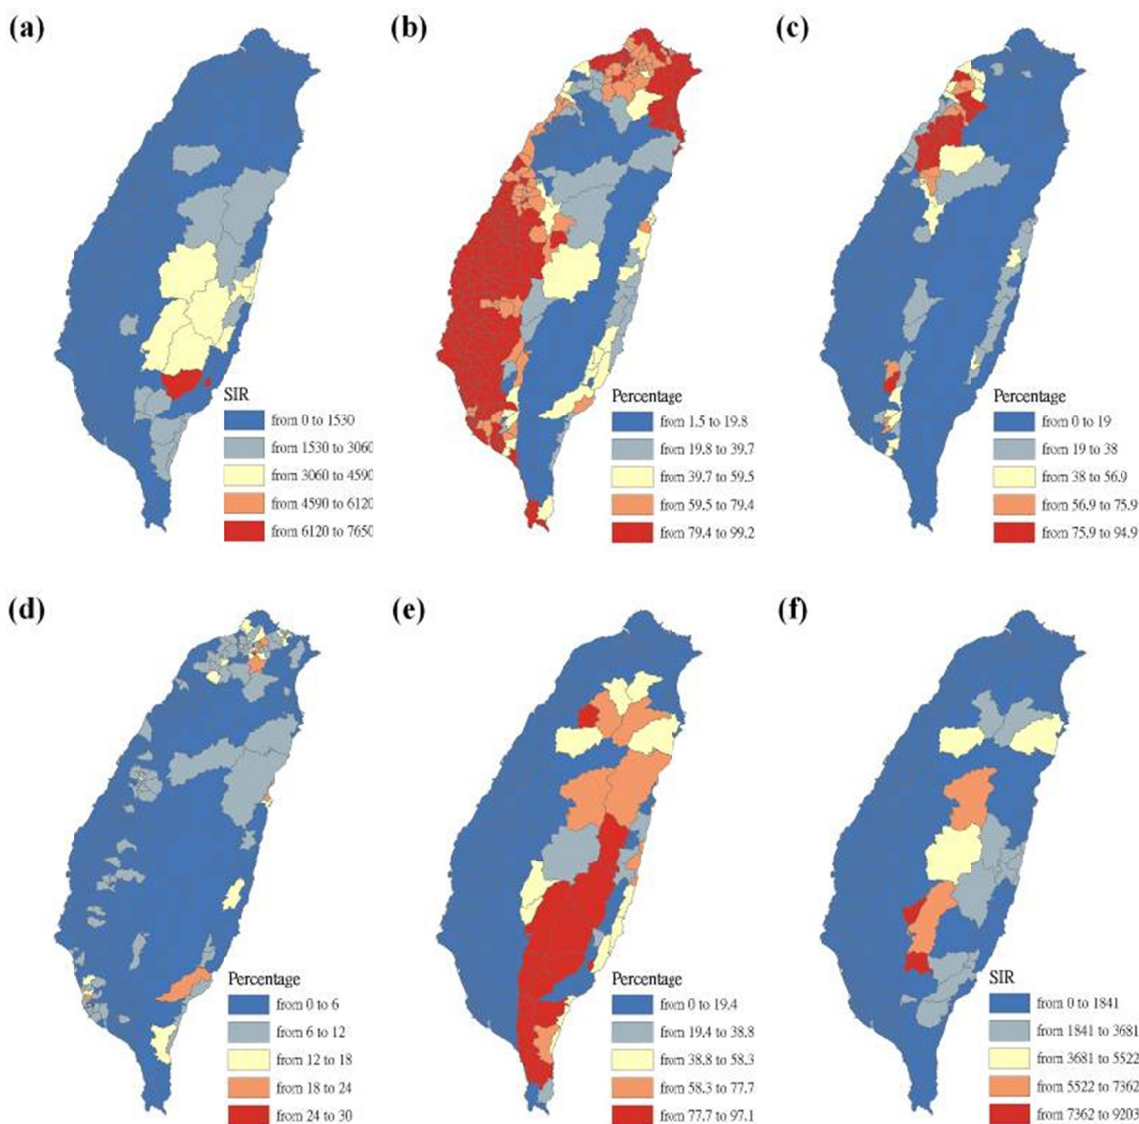 (a)
(b)
(c)
SIR
from 0 to 1530
from 1530 to 3060
from 3060 to 4590
from 4590 to 6120
from 6120 to 7650
Percentage
from 1.5 to 19.8
from 19.8 to 39.7
from 39.7 to 59.5
from 59.5 to 79.4
from 79.4 to 99.2
Percentage
from 0 to 19
from 19 to 38
from 38 to 56.9
from 56.9 to 75.9
from 75.9 to 94.9
(d)
(e)
(f)
Percentage
from 0 to 6
from 6 to 12
from 12 to 18
from 18 to 24
from 24 to 30
Percentage
from 0 to 19.4
from 19.4 to 38.8
from 38.8 to 58.3
from 58.3 to 77.7
from 77.7 to 97.1
SIR
from 0 to 1841
from 1841 to 3681
from 3681 to 5522
from 5522 to 7362
from 7362 to 9203